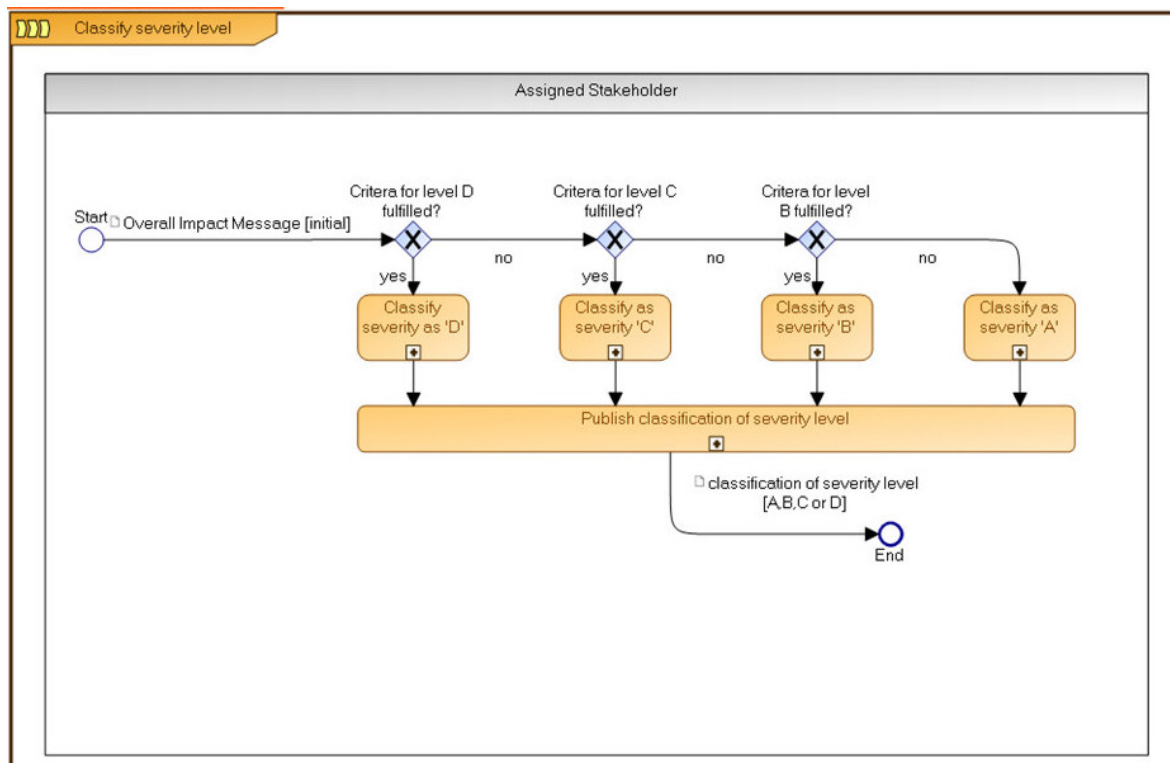 Classify severity level
Assigned Stakeholder
Critera for level D
fulfilled?
Critera for level C
fulfilled?
Critera for level
B fulfilled?
Start
Overall Impact Message [initial]
no
no
no
yes
yes
yes
Classify
severity as 'D'
Classify as
severity 'C'
Classify as
severity 'B'
Classify as
severity 'A'
Publish classification of severity level
classification of severity level
[A,B,C or D]
End